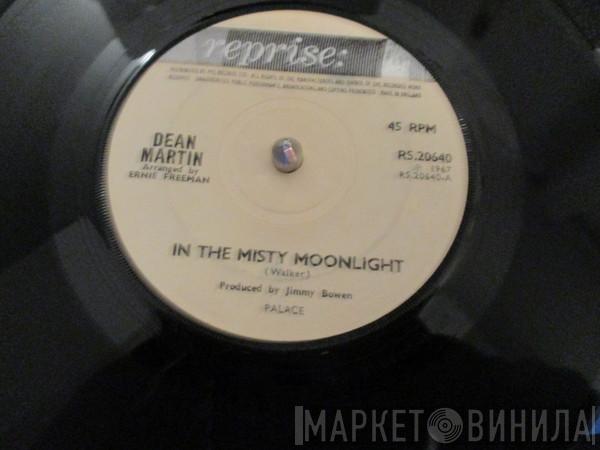 reprise:
45 RPM
DEAN
MARTIN
Arranged by
ERNIE FREEMAN
RS.20640
℗ 1967
RS.20640-A
IN THE MISTY MOONLIGHT
(Walker)
Produced by Jimmy Bowen
PALACE
МАРКЕТ ВИНИЛА